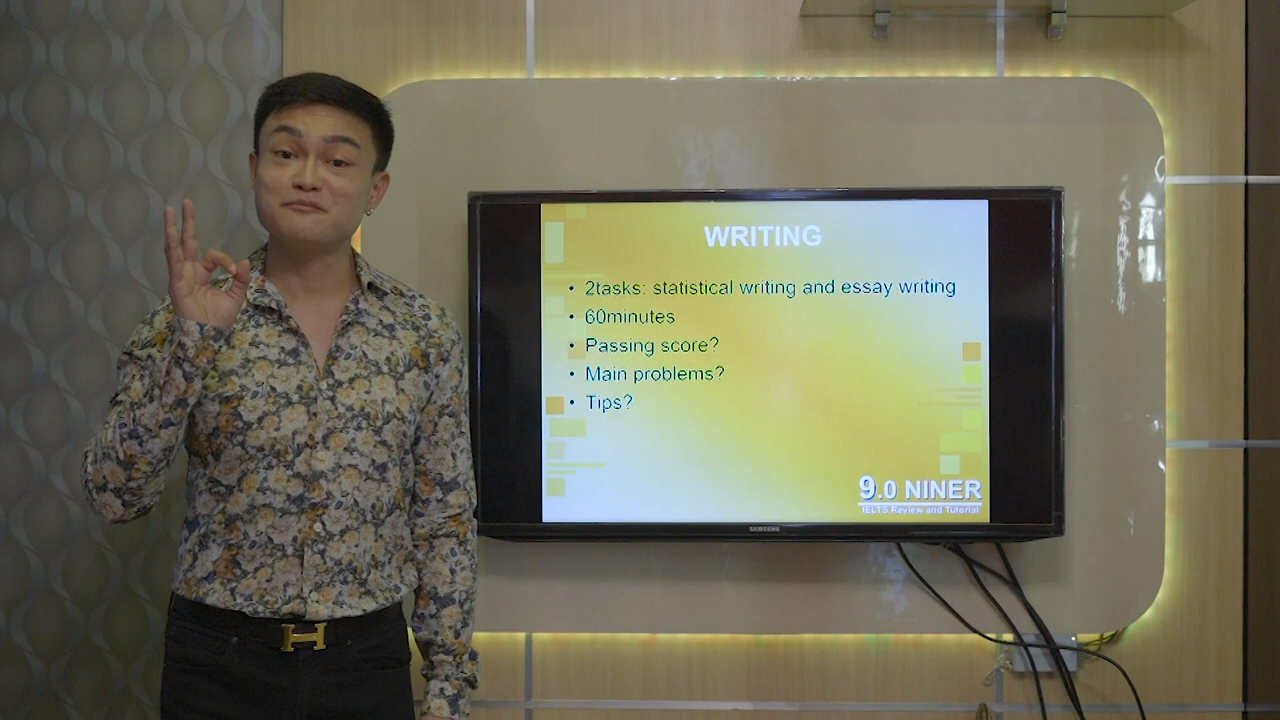 WRITING
• 2tasks: statistical writing and essay writing
• 60minutes
• Passing score?
• Main problems?
• Tips?
9.0 NINER
IELTS Review and Tutorial
SAMSUNG